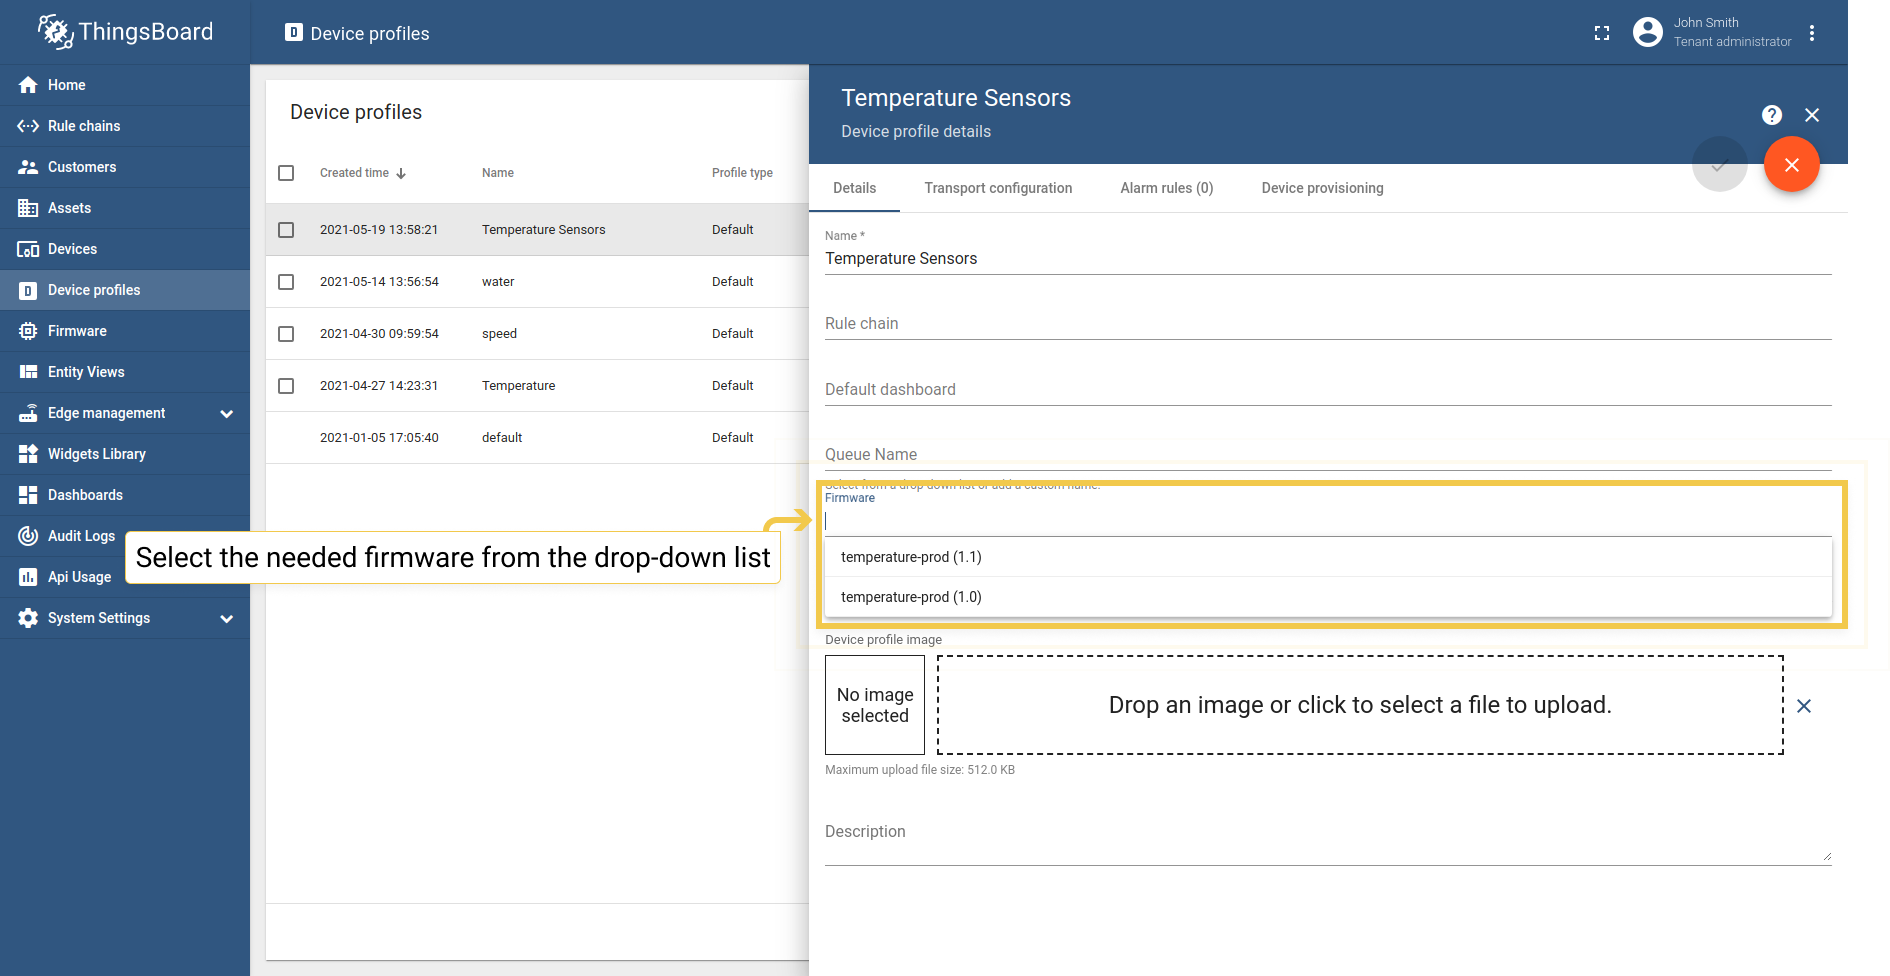 ThingsBoard
Device profiles
John Smith
Tenant administrator
Home
Rule chains
Customers
Assets
Devices
Device profiles
Firmware
Entity Views
Edge management
Widgets Library
Dashboards
Audit Logs
Api Usage
System Settings
Device profiles
Created time Name Profile type
2021-05-19 13:58:21 Temperature Sensors Default
2021-05-14 13:56:54 water Default
2021-04-30 09:59:54 speed Default
2021-04-27 14:23:31 Temperature Default
2021-01-05 17:05:40 default Default
Select the needed firmware from the drop-down list
Temperature Sensors
Device profile details
Details Transport configuration Alarm rules (0) Device provisioning
Name *
Temperature Sensors
Rule chain
Default dashboard
Queue Name
Select from a drop-down list or add a custom name.
Firmware
temperature-prod (1.1)
temperature-prod (1.0)
Device profile image
No image
selected
Drop an image or click to select a file to upload.
Maximum upload file size: 512.0 KB
Description